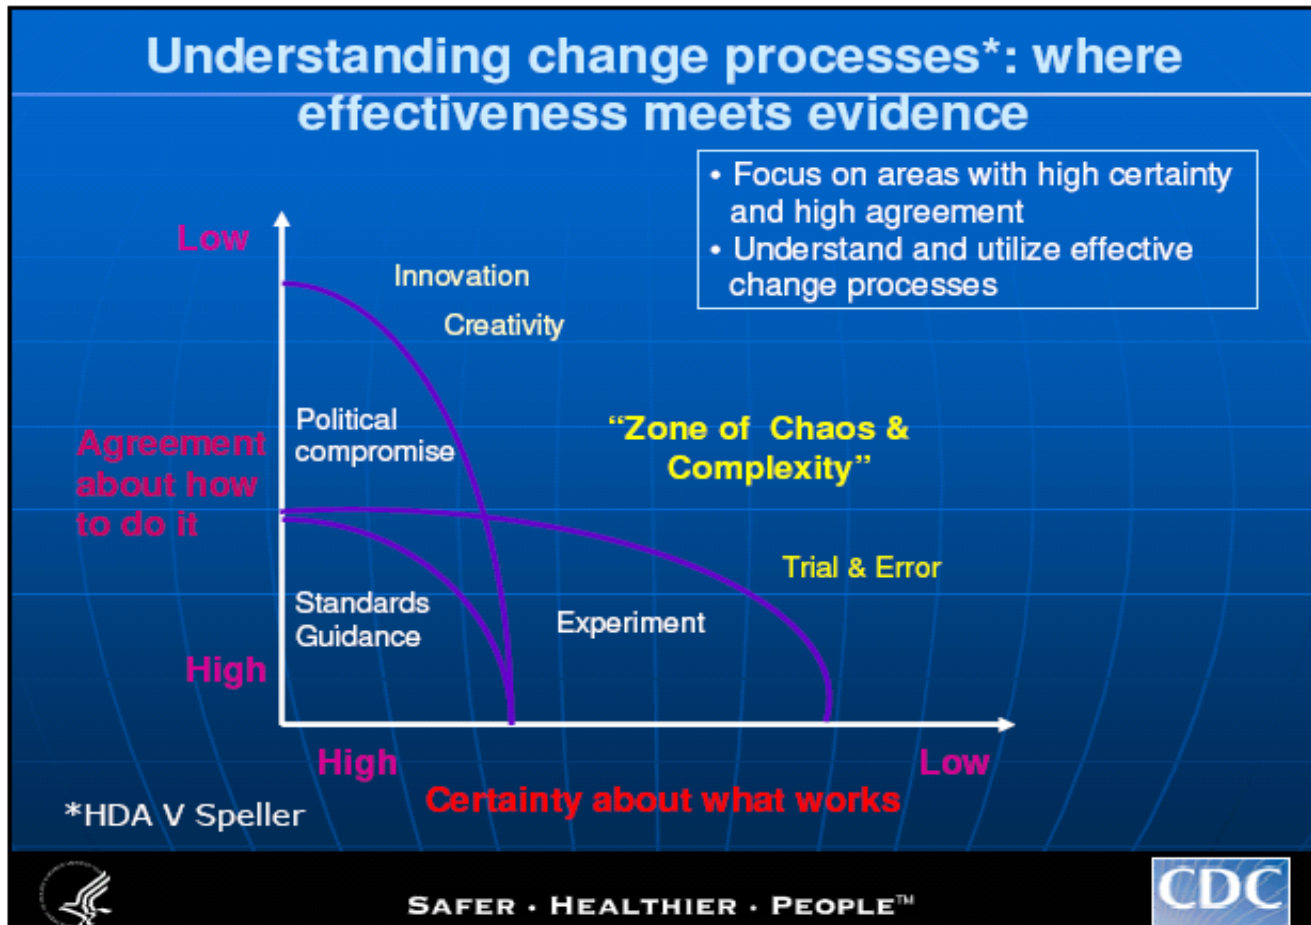 Understanding change processes*: where
effectiveness meets evidence
• Focus on areas with high certainty
and high agreement
• Understand and utilize effective
change processes
Low
Innovation
Creativity
Political
compromise
"Zone of  Chaos &
Complexity"
Agreement
about how
to do it
Trial & Error
Standards
Guidance
Experiment
High
High
Low
Certainty about what works
*HDA V Speller
SAFER · HEALTHIER · PEOPLE™
CDC